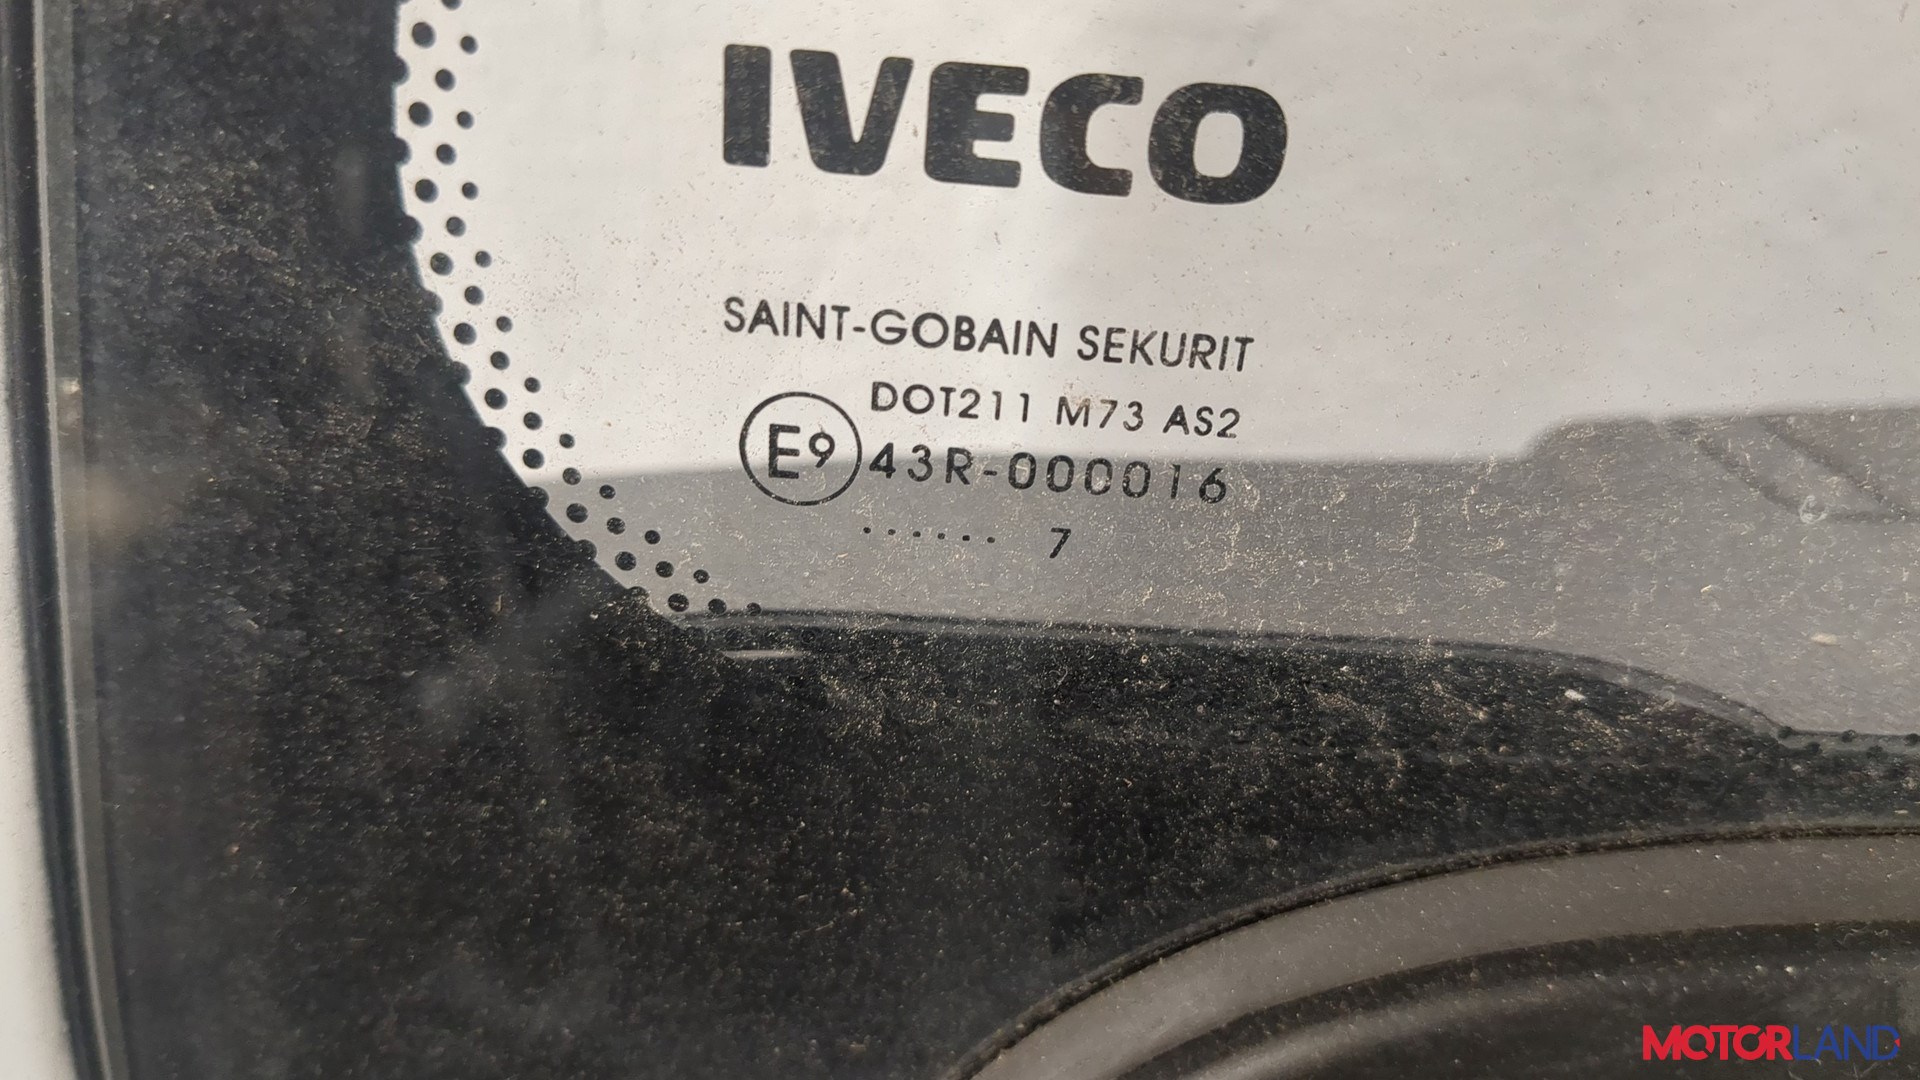 IVECO
SAINT-GOBAIN SEKURIT
DOT211 M73 AS2
E9 43R-000016
...... 7
MOTORLAND